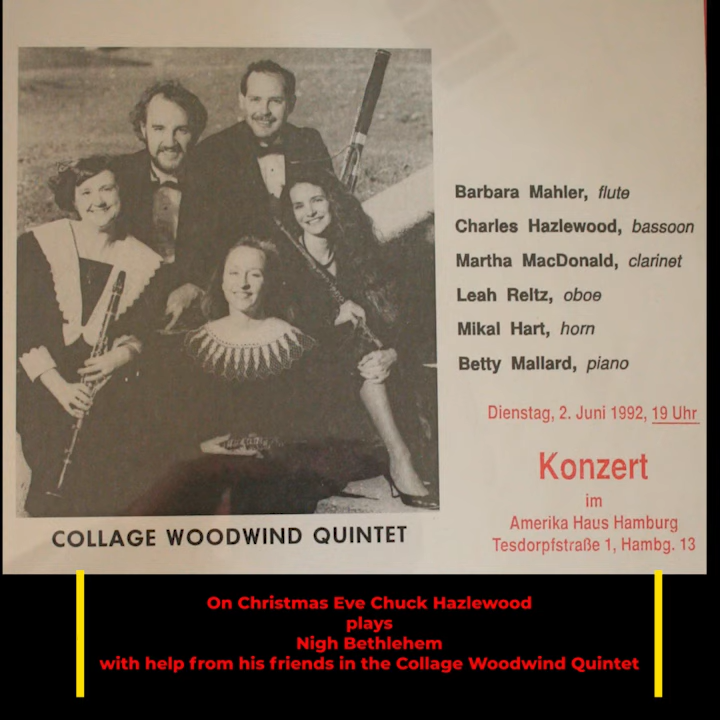 Barbara Mahler, flute
Charles Hazlewood, bassoon
Martha MacDonald, clarinet
Leah Reltz, oboe
Mikal Hart, horn
Betty Mallard, piano
Dienstag, 2. Juni 1992, 19 Uhr
Konzert
im
Amerika Haus Hamburg
Tesdorpfstraße 1, Hambg. 13
COLLAGE WOODWIND QUINTET
On Christmas Eve Chuck Hazlewood
plays
Nigh Bethlehem
with help from his friends in the Collage Woodwind Quintet